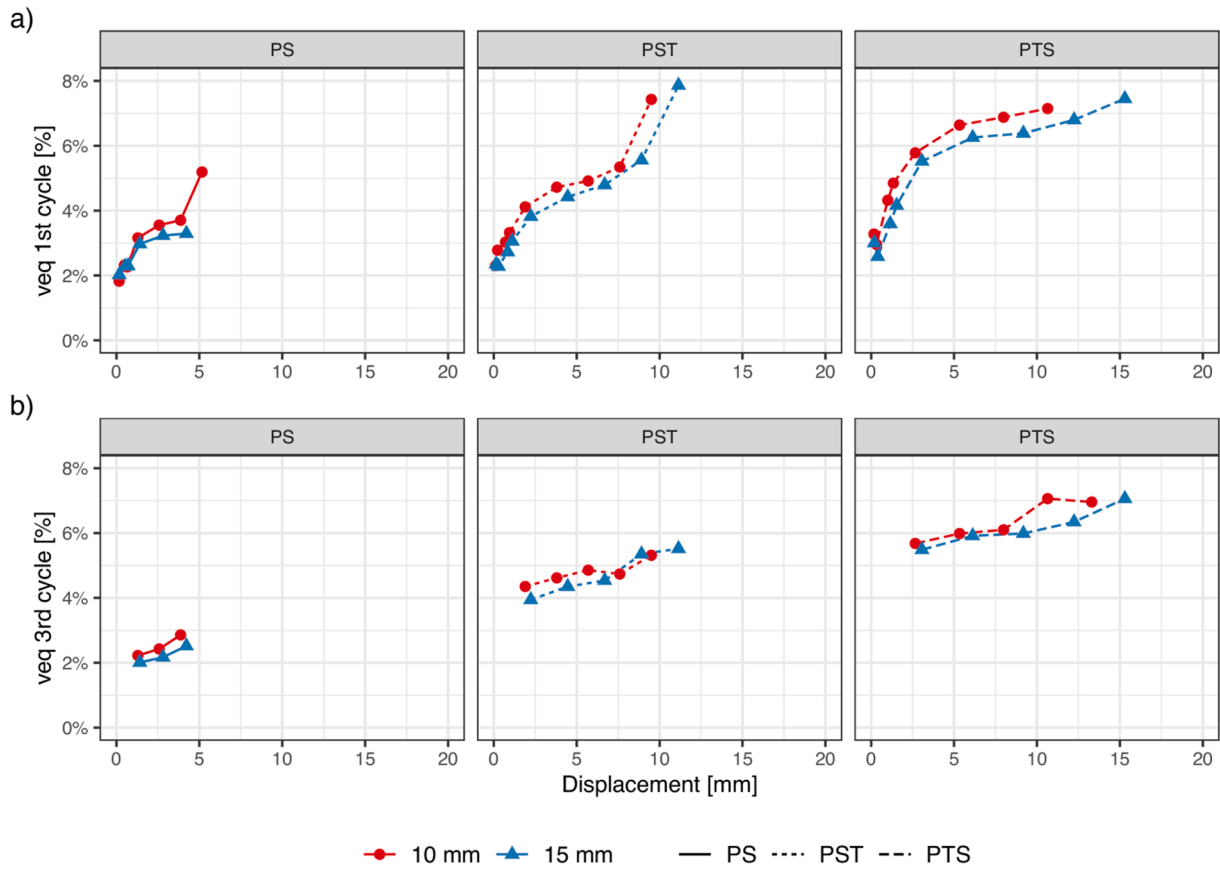 a)
PS PST PTS
8%
6%
4%
2%
0%
veq 1st cycle [%]
0 5 10 15 20 0 5 10 15 20 0 5 10 15 20
b)
PS PST PTS
8%
6%
4%
2%
0%
veq 3rd cycle [%]
0 5 10 15 20 0 5 10 15 20 0 5 10 15 20
Displacement [mm]
10 mm 15 mm PS PST PTS